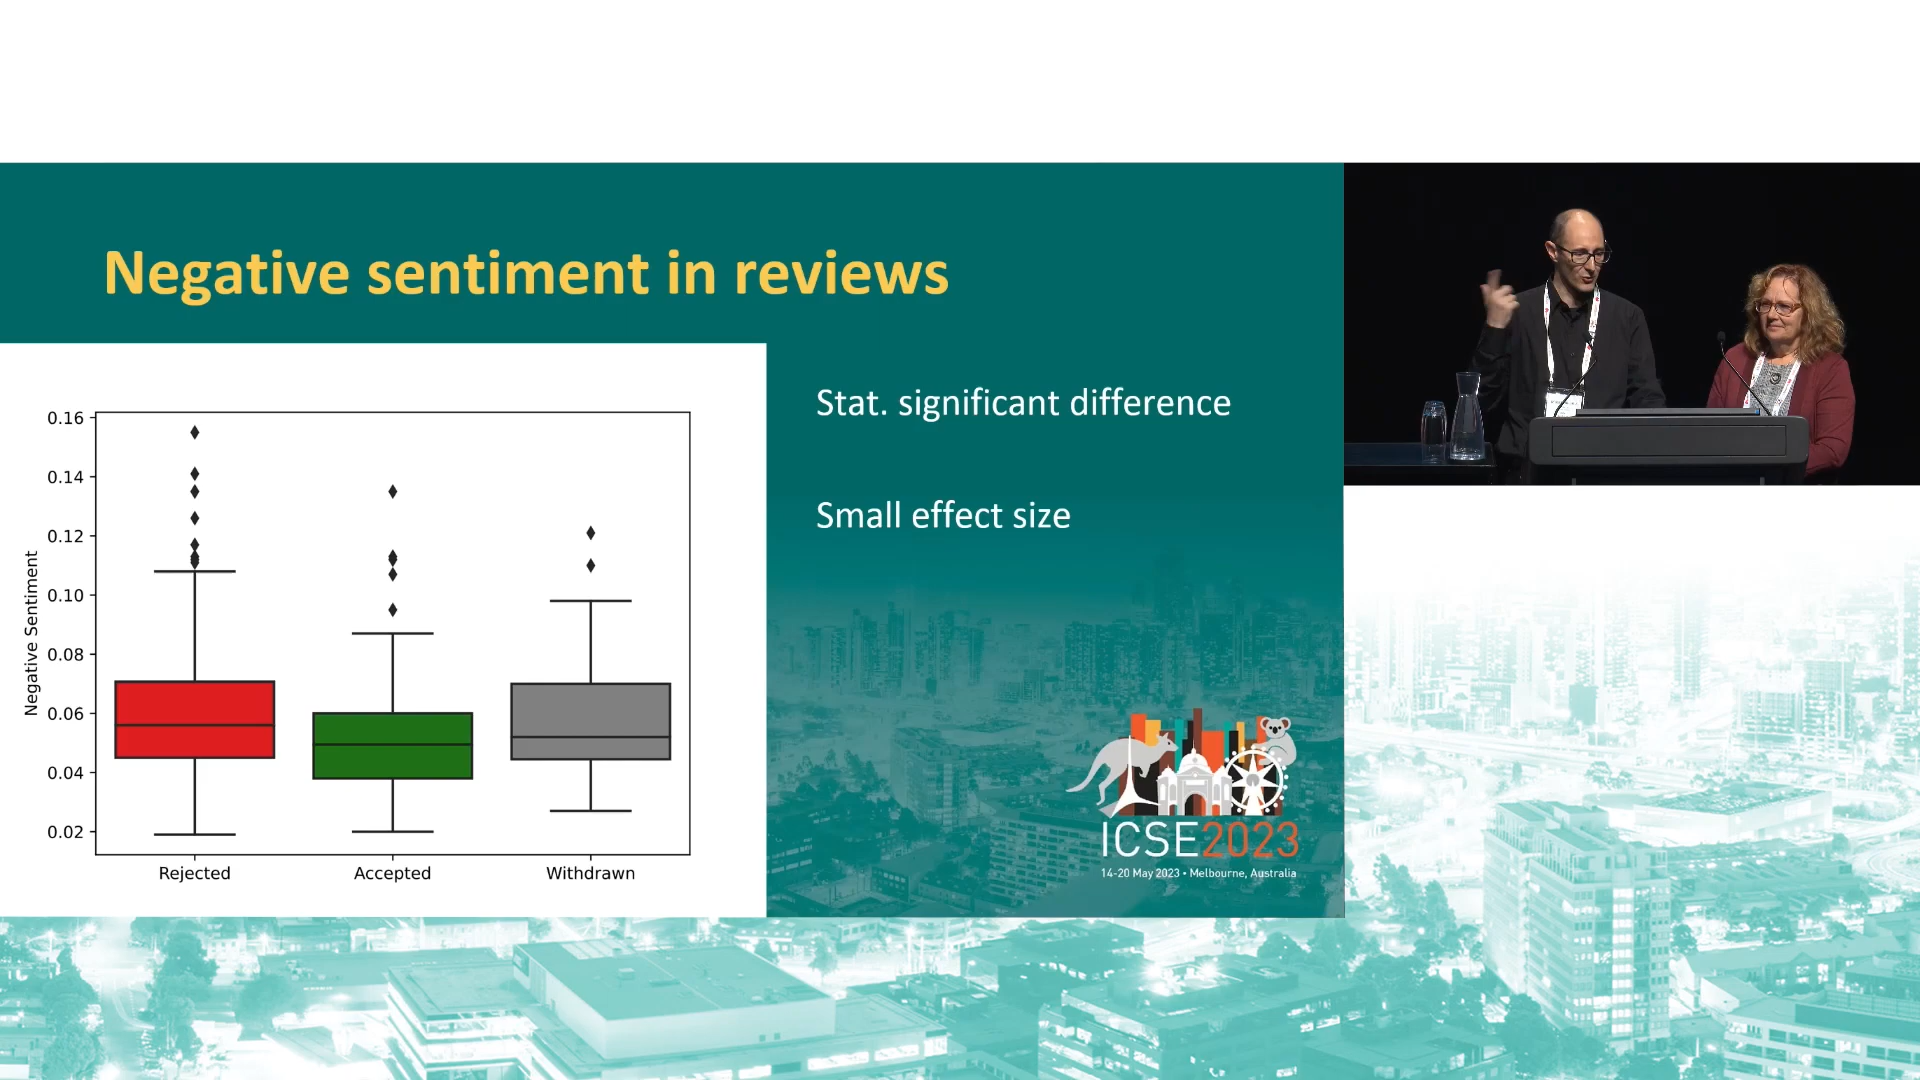 Negative sentiment in reviews
Stat. significant difference
Small effect size
Negative Sentiment
0.16
0.14
0.12
0.10
0.08
0.06
0.04
0.02
Rejected
Accepted
Withdrawn
ICSE2023
14-20 May 2023 • Melbourne, Australia